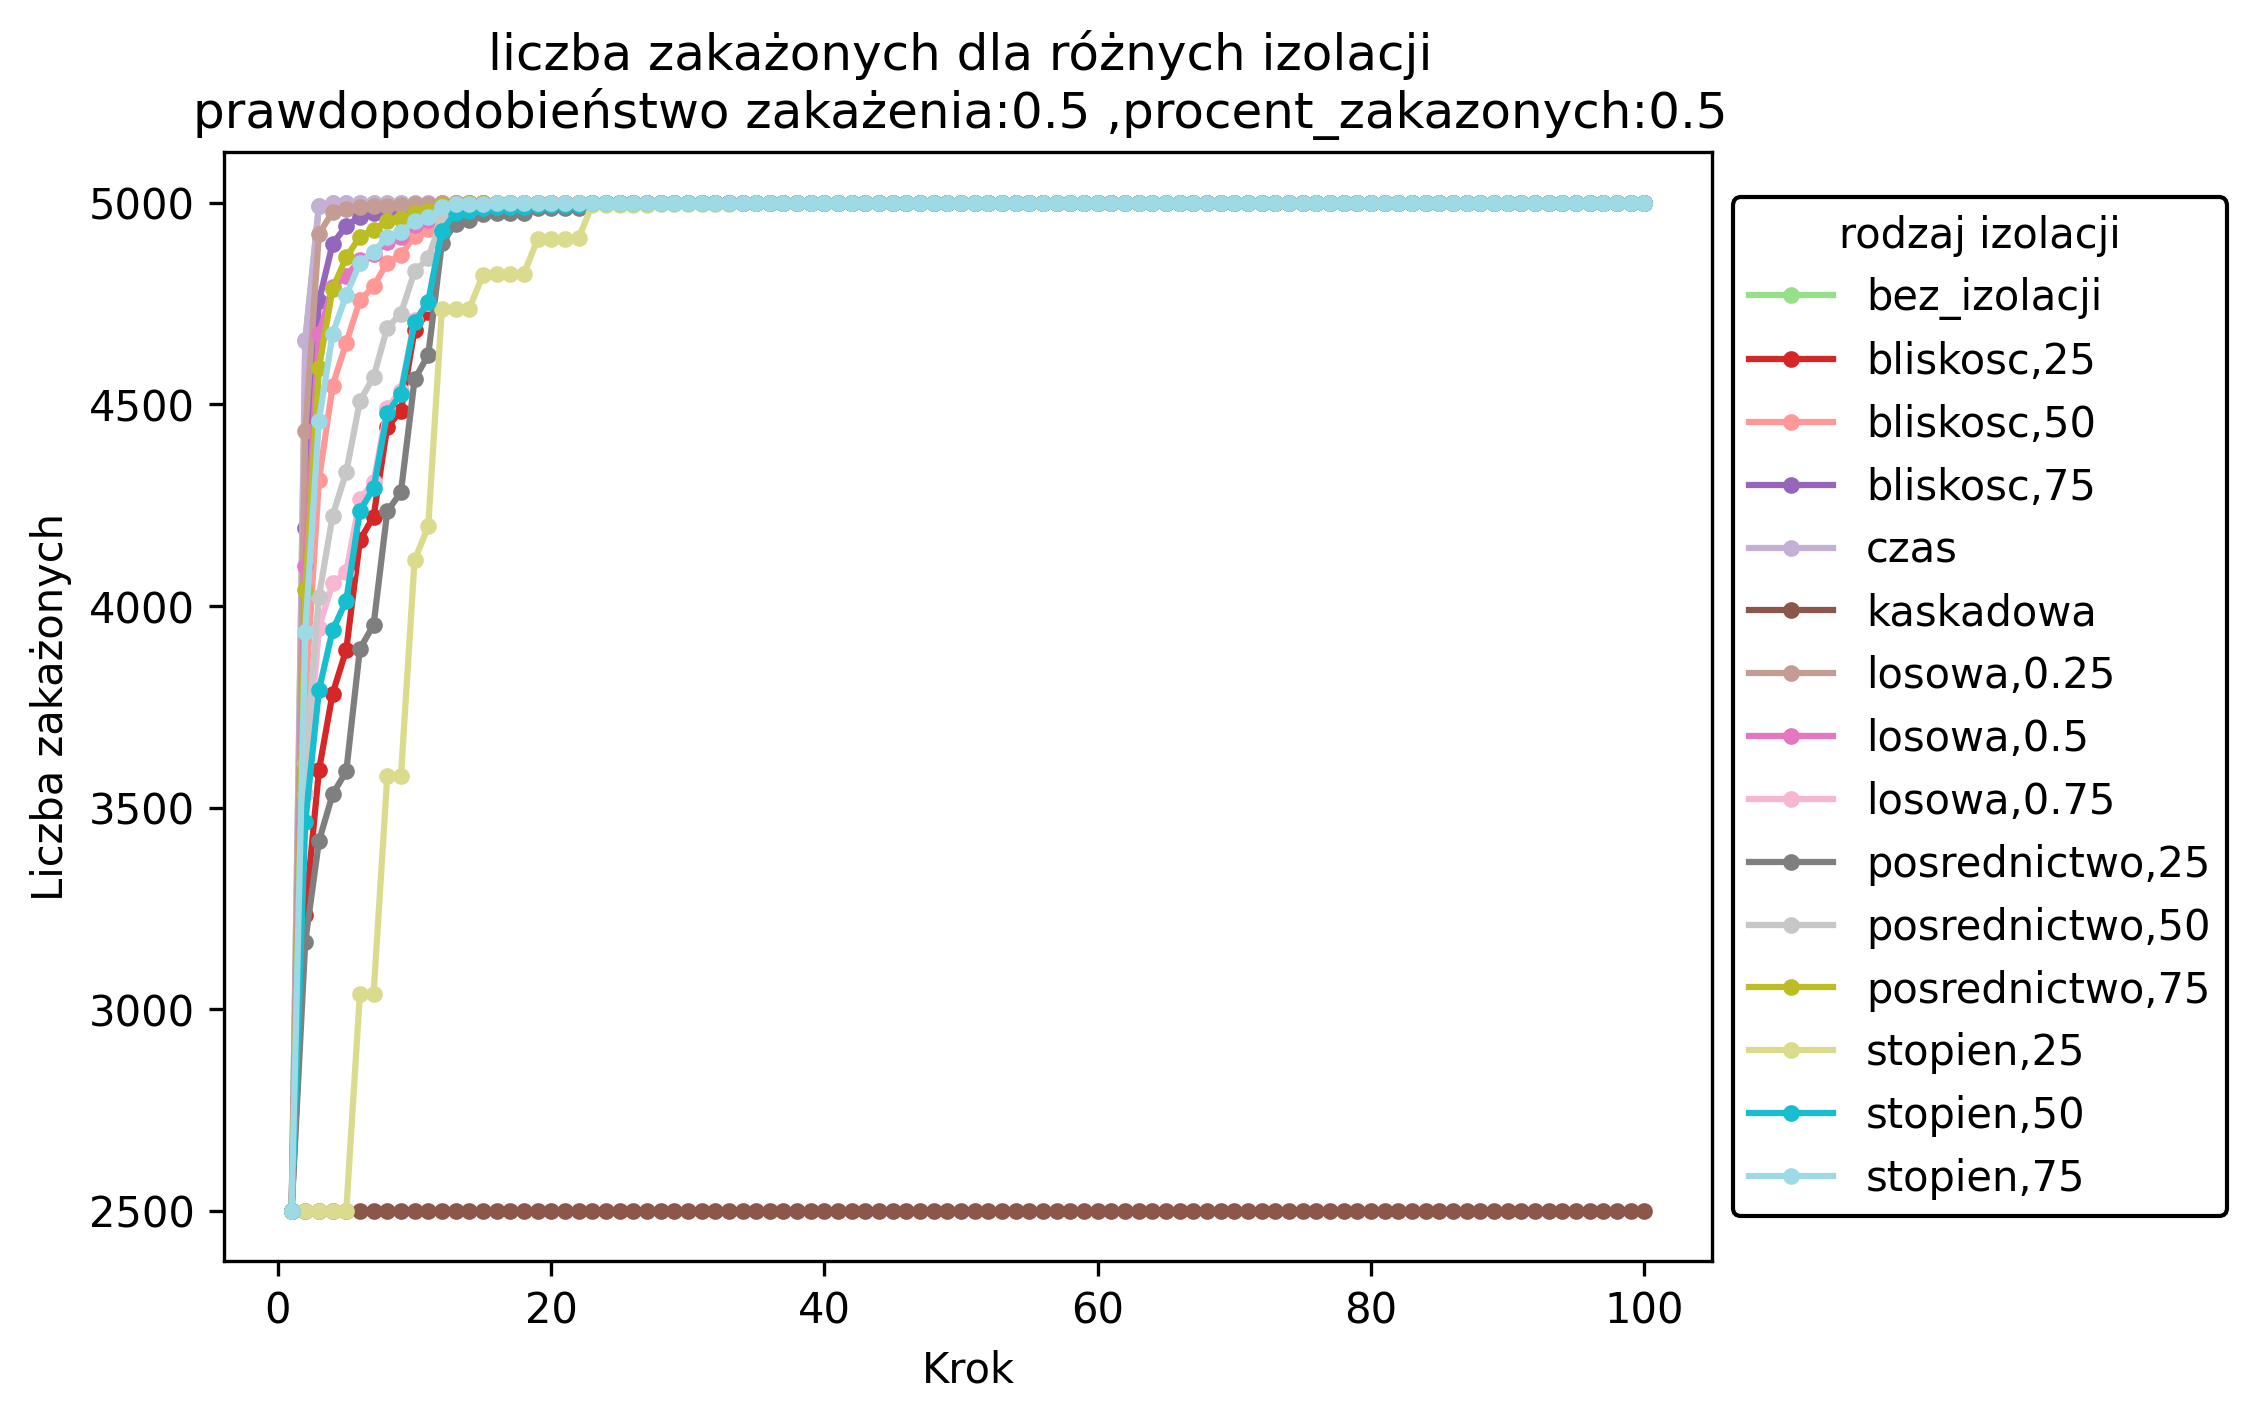 liczba zakażonych dla różnych izolacji
prawdopodobieństwo zakażenia:0.5 ,procent_zakazonych:0.5
Liczba zakażonych
5000
4500
4000
3500
3000
2500
0 20 40 60 80 100
Krok
rodzaj izolacji
bez_izolacji
bliskosc,25
bliskosc,50
bliskosc,75
czas
kaskadowa
losowa,0.25
losowa,0.5
losowa,0.75
posrednictwo,25
posrednictwo,50
posrednictwo,75
stopien,25
stopien,50
stopien,75